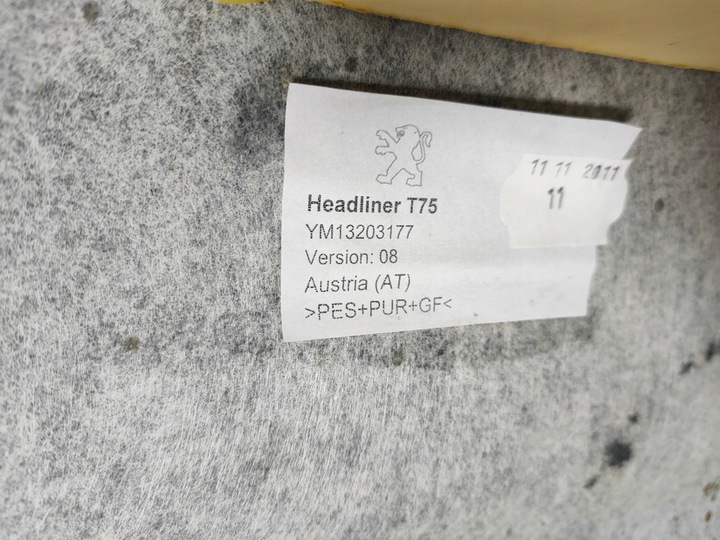 11 11 2011
11
Headliner T75
YM13203177
Version: 08
Austria (AT)
>PES+PUR+GF<